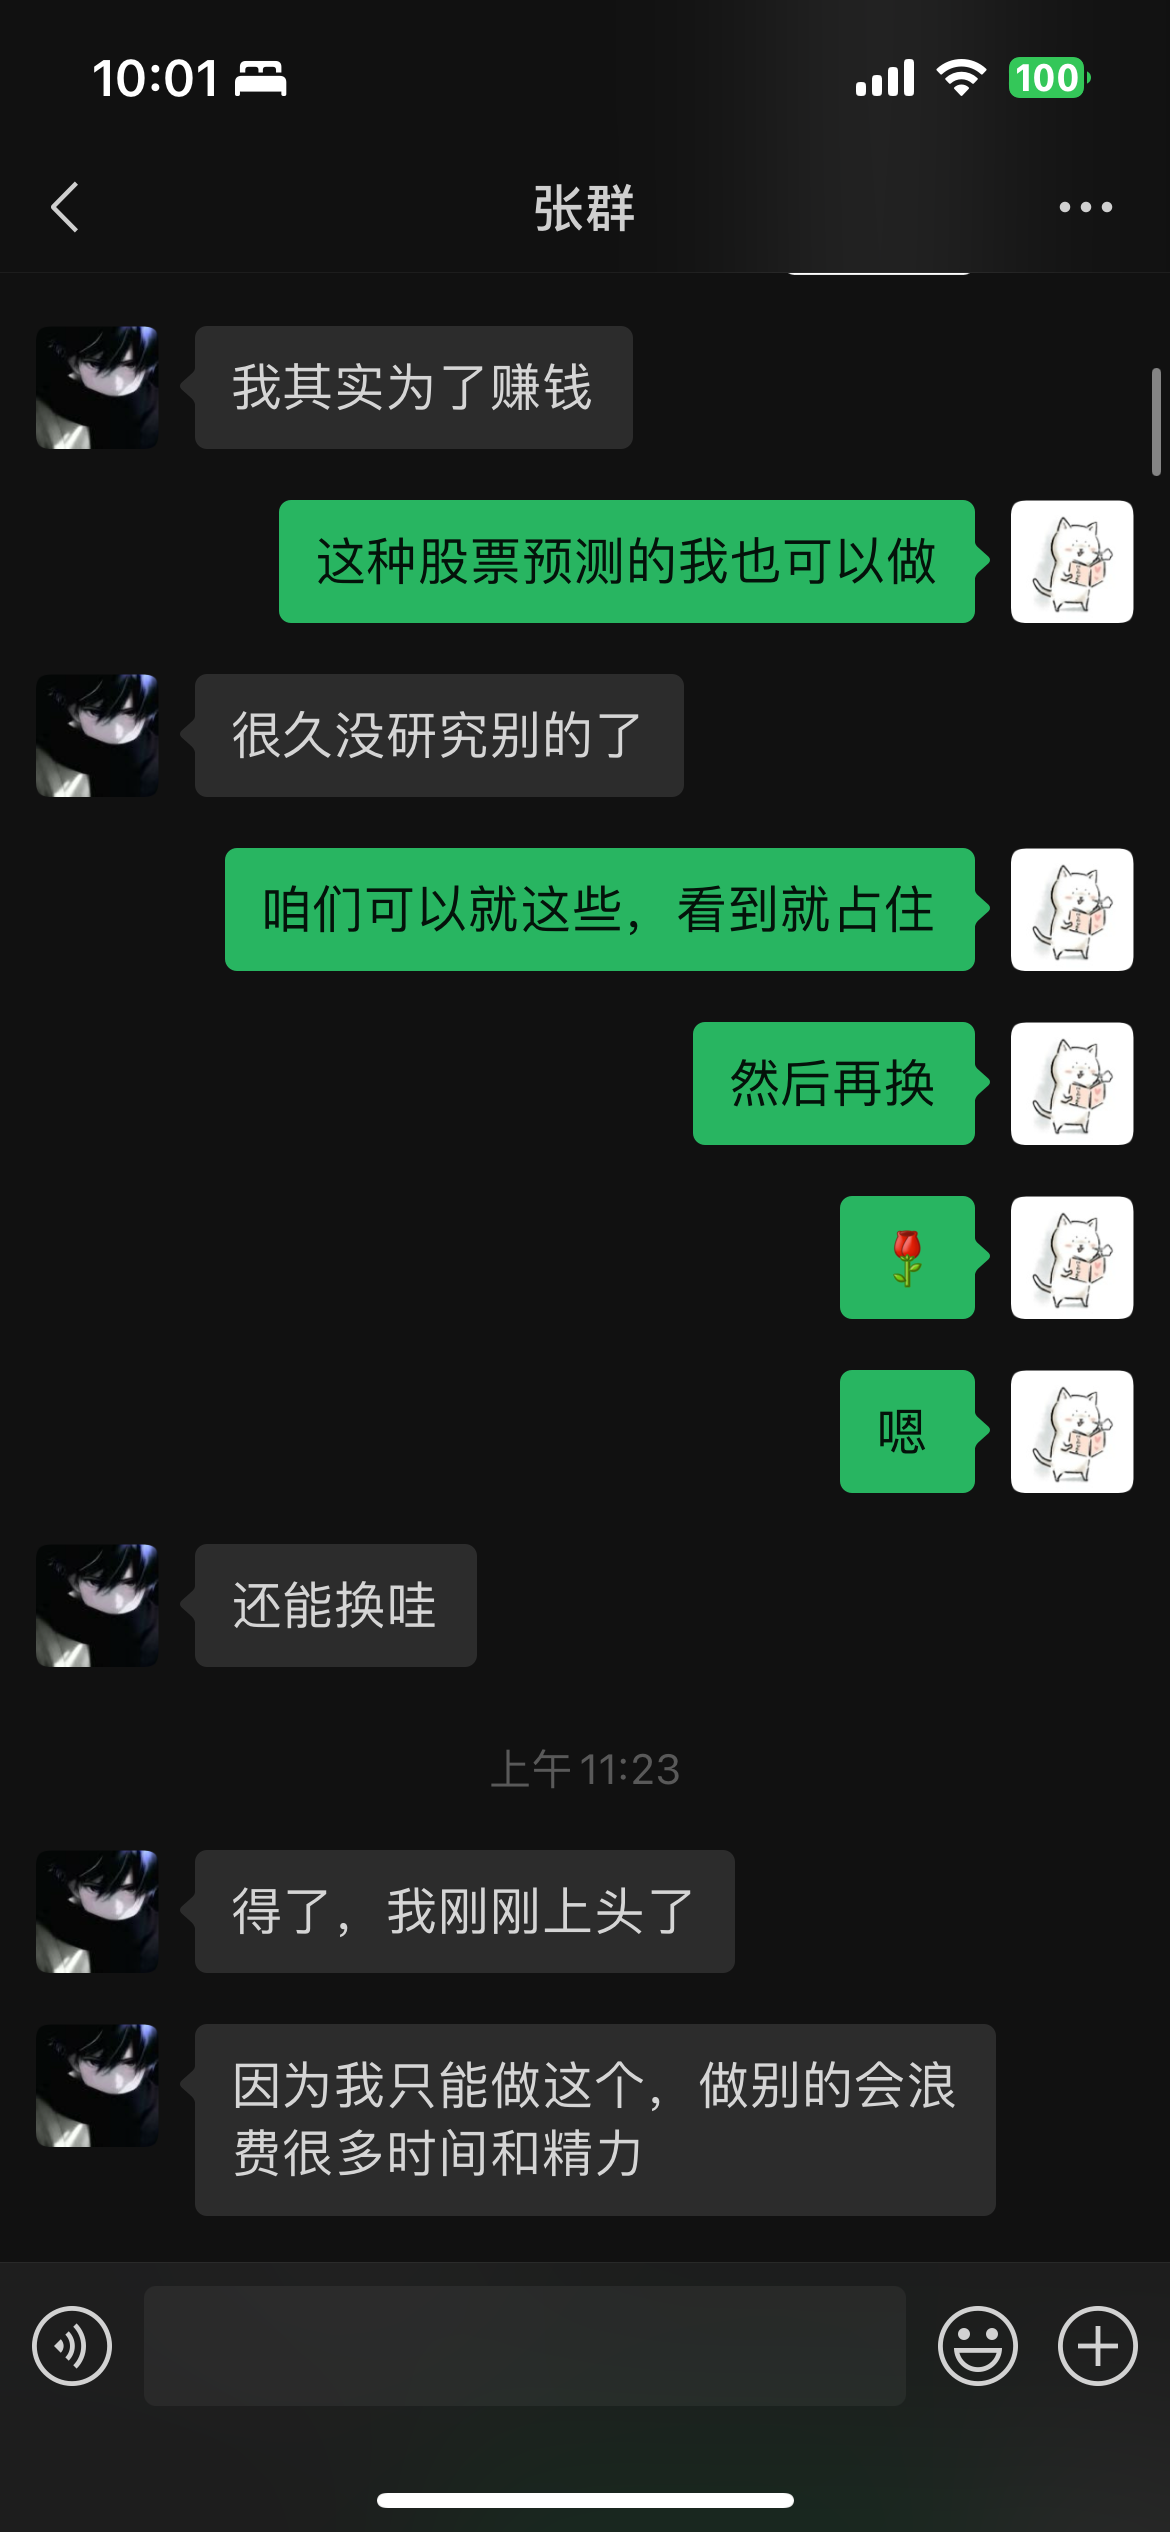 10:01
100
张群
我其实为了赚钱
这种股票预测的我也可以做
很久没研究别的了
咱们可以就这些，看到就占住
然后再换
🌹
嗯
还能换哇
上午 11:23
得了，我刚刚上头了
因为我只能做这个，做别的会浪
费很多时间和精力